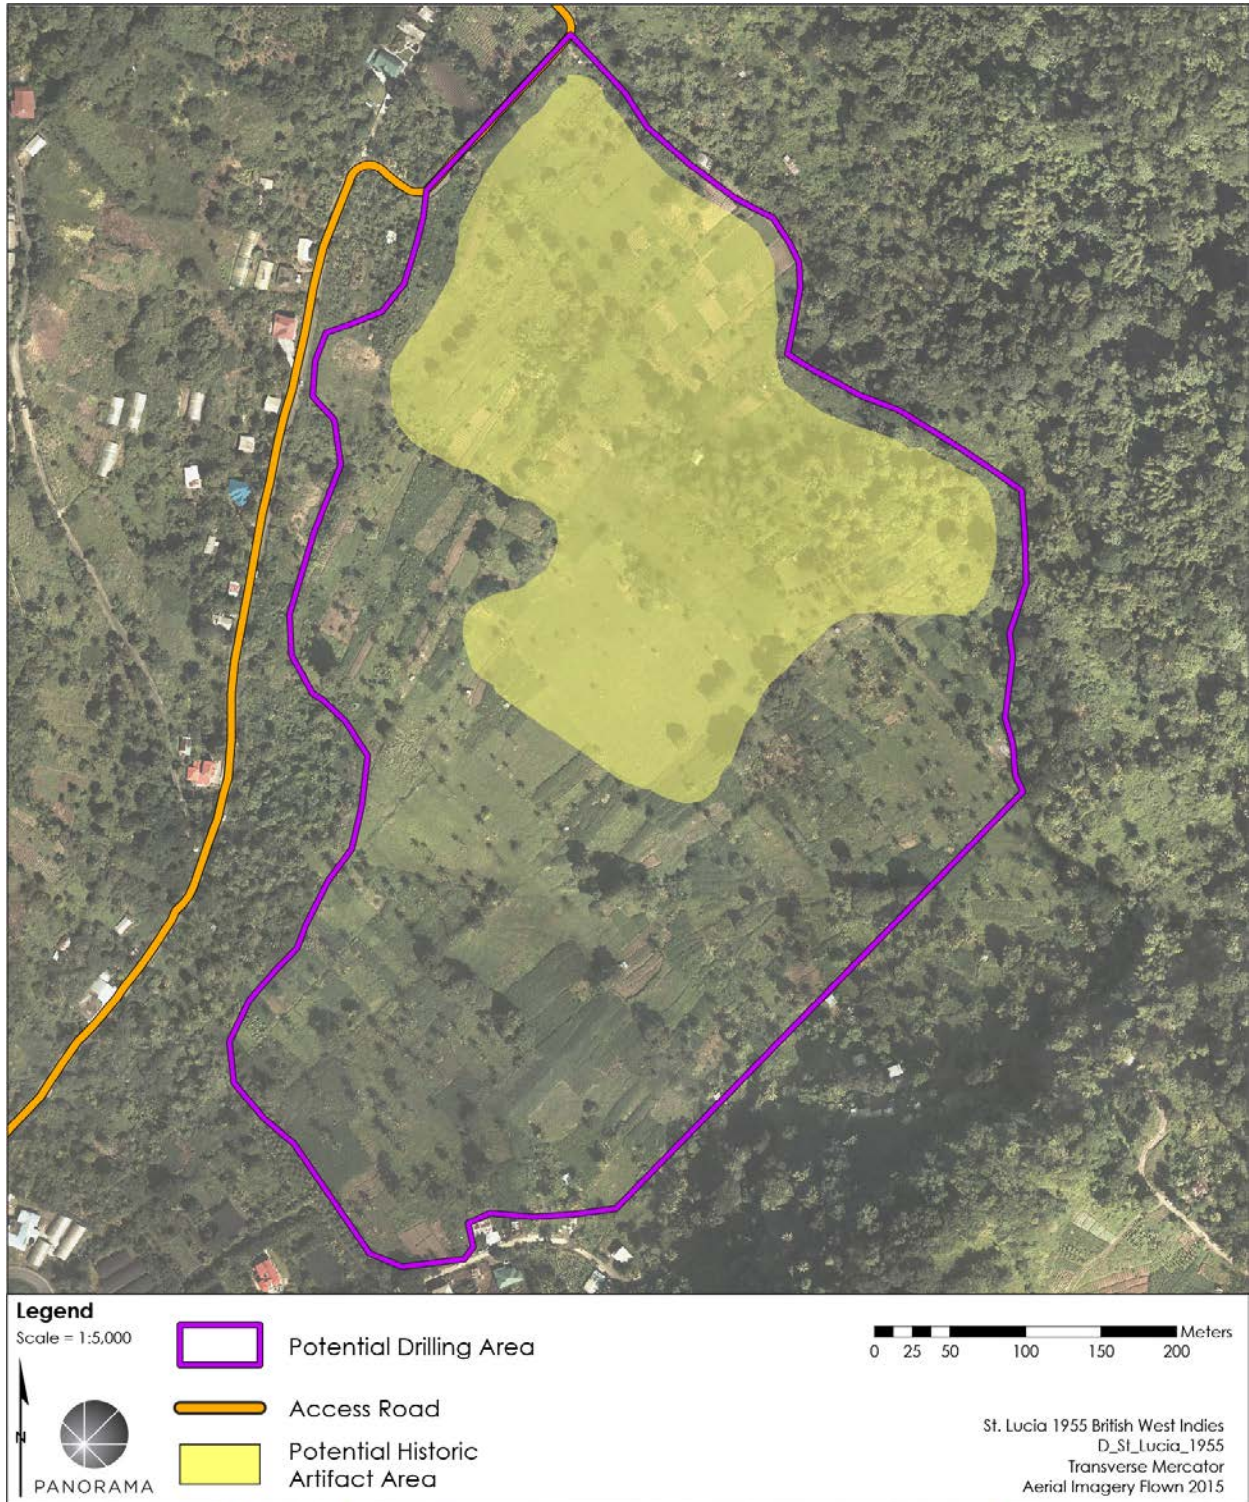 Legend
Scale = 1:5,000
N
PANORAMA
Potential Drilling Area
Access Road
Potential Historic
Artifact Area
Meters
0 25 50 100 150 200
St. Lucia 1955 British West Indies
D_St_Lucia_1955
Transverse Mercator
Aerial Imagery Flown 2015